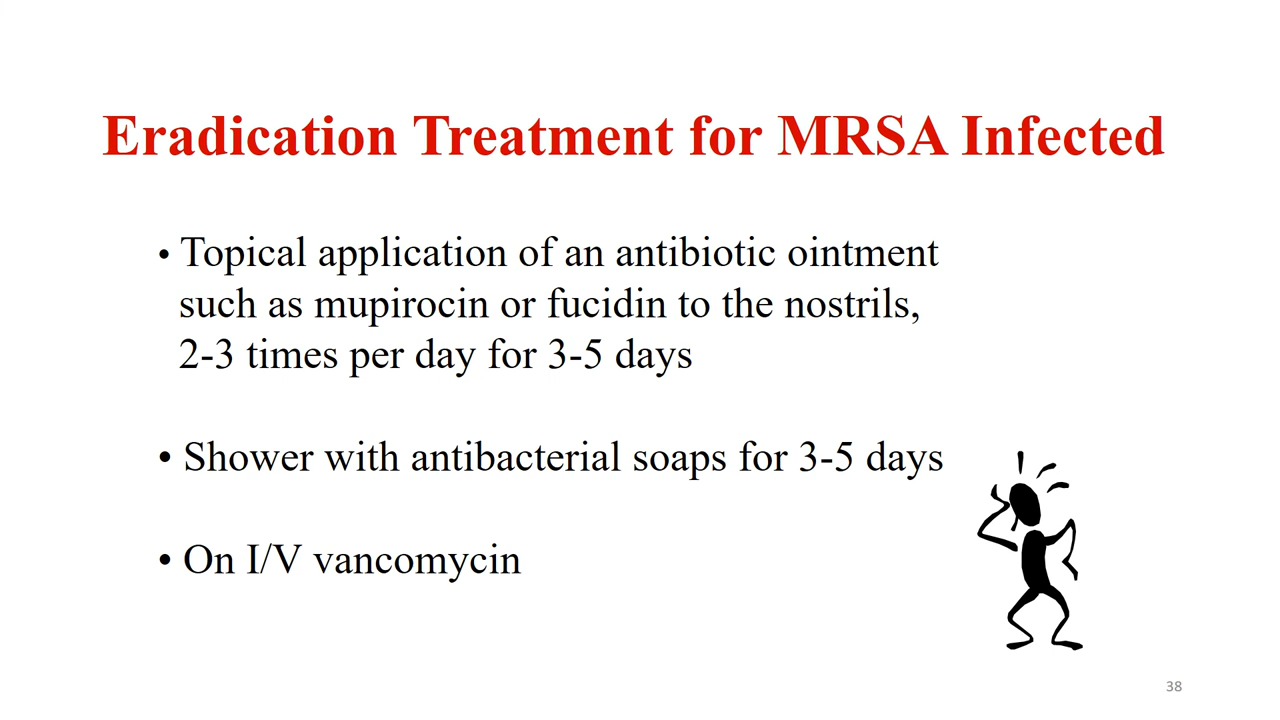 Eradication Treatment for MRSA Infected
• Topical application of an antibiotic ointment
such as mupirocin or fucidin to the nostrils,
2-3 times per day for 3-5 days
• Shower with antibacterial soaps for 3-5 days
• On I/V vancomycin
38